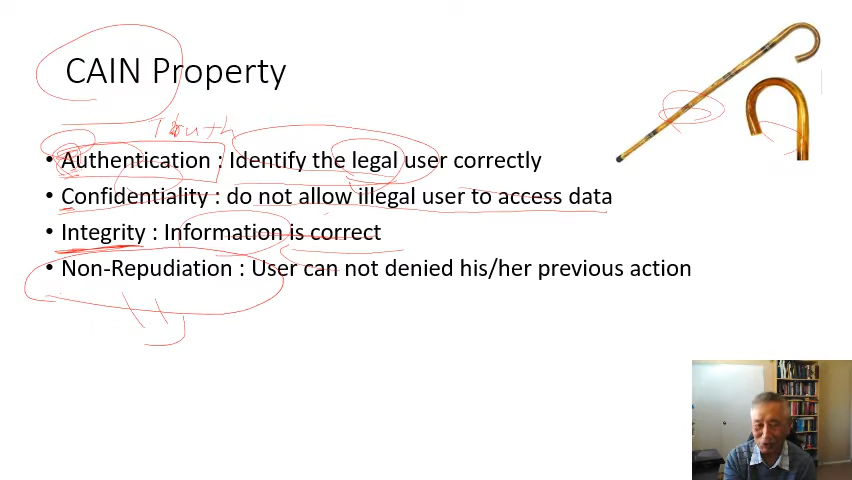 CAIN Property
Truth
• Authentication : Identify the legal user correctly
• Confidentiality : do not allow illegal user to access data
• Integrity : Information is correct
• Non-Repudiation : User can not denied his/her previous action